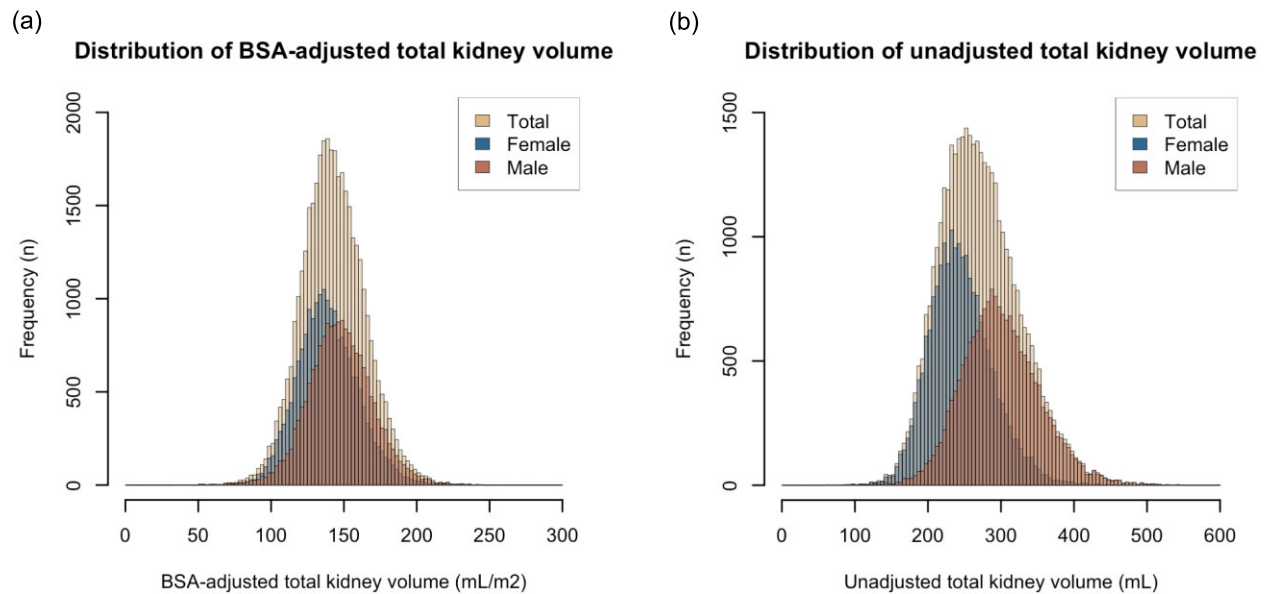 (a)
Distribution of BSA-adjusted total kidney volume
Frequency (n)
2000
1500
1000
500
0
Total
Female
Male
0 50 100 150 200 250 300
BSA-adjusted total kidney volume (mL/m2)
(b)
Distribution of unadjusted total kidney volume
Frequency (n)
1500
1000
500
0
Total
Female
Male
0 100 200 300 400 500 600
Unadjusted total kidney volume (mL)